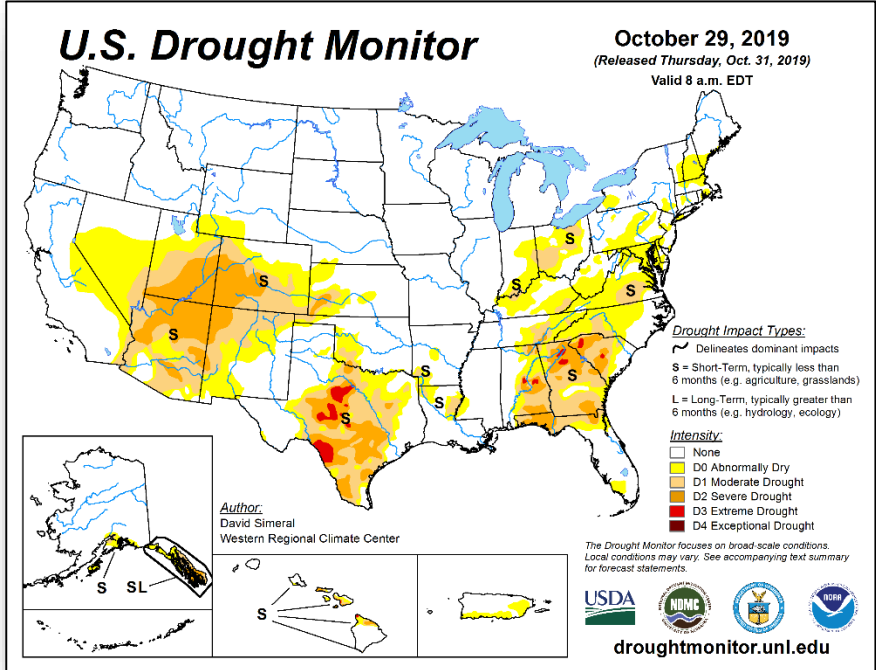 U.S. Drought Monitor
October 29, 2019
(Released Thursday, Oct. 31, 2019)
Valid 8 a.m. EDT
S
S
S
S
S
S
S
S
S
Drought Impact Types:
Delineates dominant impacts
S = Short-Term, typically less than
6 months (e.g. agriculture, grasslands)
L = Long-Term, typically greater than
6 months (e.g. hydrology, ecology)
Intensity:
None
D0 Abnormally Dry
D1 Moderate Drought
D2 Severe Drought
D3 Extreme Drought
D4 Exceptional Drought
Author:
David Simeral
Western Regional Climate Center
S
SL
S
The Drought Monitor focuses on broad-scale conditions.
Local conditions may vary. See accompanying text summary
for forecast statements.
USDA
NDMC
NOAA
droughtmonitor.unl.edu